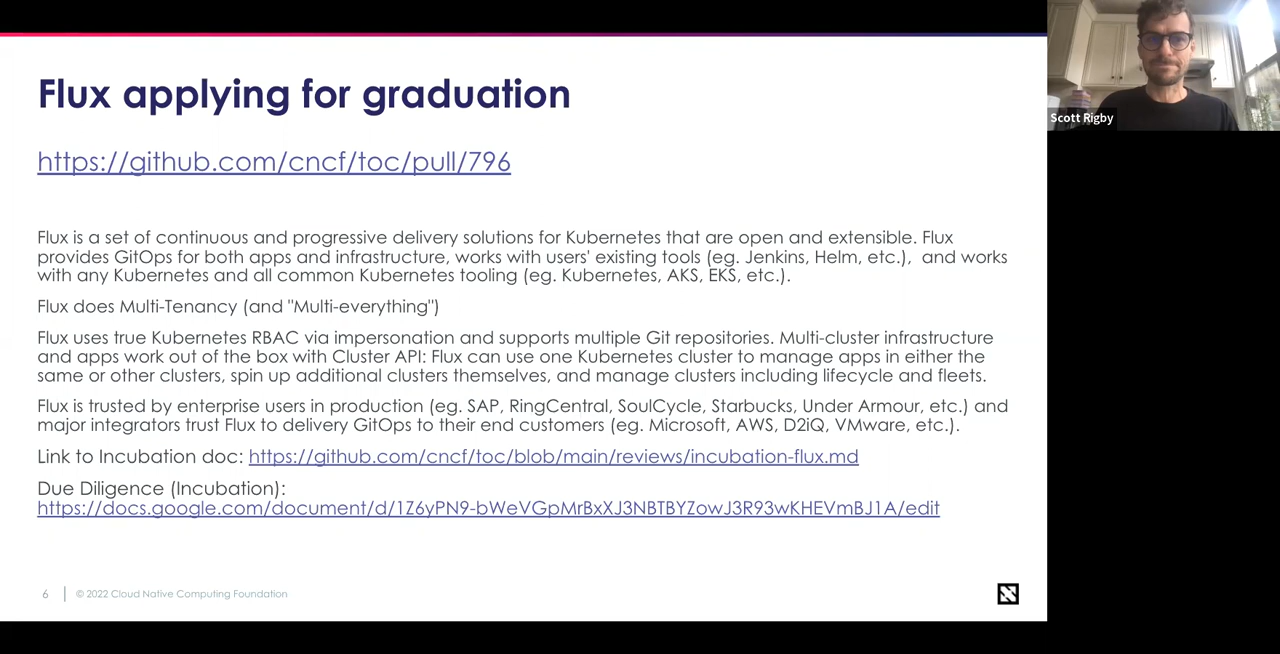 Flux applying for graduation
https://github.com/cncf/toc/pull/796
Flux is a set of continuous and progressive delivery solutions for Kubernetes that are open and extensible. Flux
provides GitOps for both apps and infrastructure, works with users' existing tools (eg. Jenkins, Helm, etc.),  and works
with any Kubernetes and all common Kubernetes tooling (eg. Kubernetes, AKS, EKS, etc.).
Flux does Multi-Tenancy (and "Multi-everything")
Flux uses true Kubernetes RBAC via impersonation and supports multiple Git repositories. Multi-cluster infrastructure
and apps work out of the box with Cluster API: Flux can use one Kubernetes cluster to manage apps in either the
same or other clusters, spin up additional clusters themselves, and manage clusters including lifecycle and fleets.
Flux is trusted by enterprise users in production (eg. SAP, RingCentral, SoulCycle, Starbucks, Under Armour, etc.) and
major integrators trust Flux to delivery GitOps to their end customers (eg. Microsoft, AWS, D2iQ, VMware, etc.).
Link to Incubation doc: https://github.com/cncf/toc/blob/main/reviews/incubation-flux.md
Due Diligence (Incubation):
https://docs.google.com/document/d/1Z6yPN9-bWeVGpMrBxXJ3NBTBYZowJ3R93wKHEVmBJ1A/edit
6
© 2022 Cloud Native Computing Foundation
Scott Rigby